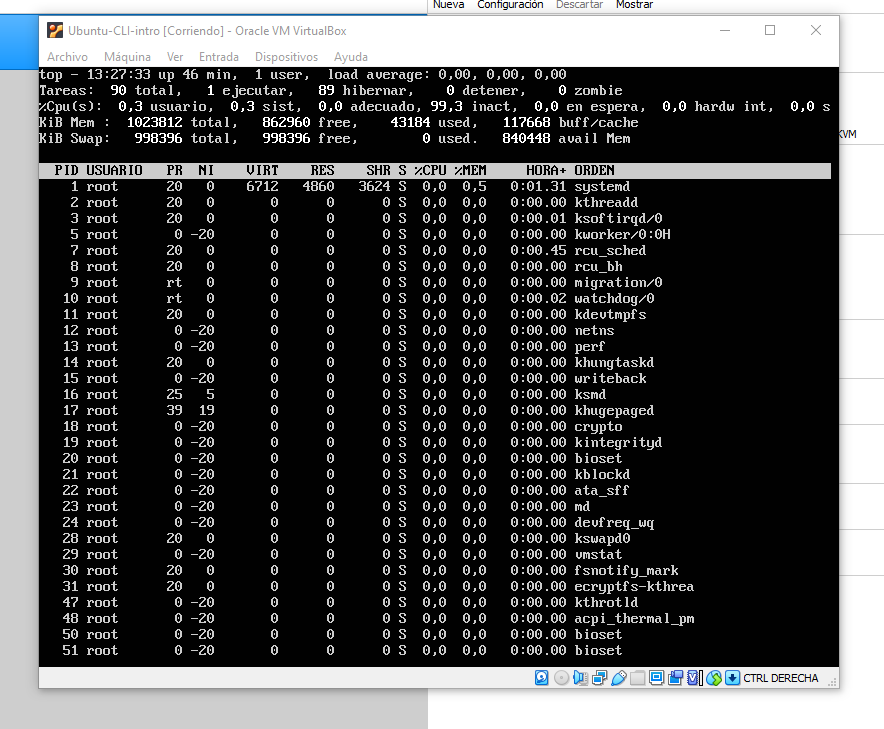 Nueva Configuración Descartar Mostrar
Ubuntu-CLI-intro [Corriendo] - Oracle VM VirtualBox
Archivo Máquina Ver Entrada Dispositivos Ayuda
top - 13:27:33 up 46 min, 1 user, load average: 0,00, 0,00, 0,00
Tareas: 90 total, 1 ejecutar, 89 hibernar, 0 detener, 0 zombie
%Cpu(s): 0,3 usuario, 0,3 sist, 0,0 adecuado, 99,3 inact, 0,0 en espera, 0,0 hardw int, 0,0 s
KiB Mem : 1023812 total, 862960 free, 43184 used, 117668 buff/cache
KVM
KiB Swap: 998396 total, 998396 free, 0 used. 840448 avail Mem
PID USUARIO PR NI VIRT RES SHR S %CPU %MEM HORA+ ORDEN
1 root 20 0 6712 4860 3624 S 0,0 0,5 0:01.31 systemd
2 root 20 0 0 0 0 S 0,0 0,0 0:00.00 kthreadd
3 root 20 0 0 0 0 S 0,0 0,0 0:00.01 ksoftirqd/0
5 root 0 -20 0 0 0 S 0,0 0,0 0:00.00 kworker/0:0H
7 root 20 0 0 0 0 S 0,0 0,0 0:00.45 rcu_sched
8 root 20 0 0 0 0 S 0,0 0,0 0:00.00 rcu_bh
9 root rt 0 0 0 0 S 0,0 0,0 0:00.00 migration/0
10 root rt 0 0 0 0 S 0,0 0,0 0:00.02 watchdog/0
11 root 20 0 0 0 0 S 0,0 0,0 0:00.00 kdevtmpfs
12 root 0 -20 0 0 0 S 0,0 0,0 0:00.00 netns
13 root 0 -20 0 0 0 S 0,0 0,0 0:00.00 perf
14 root 20 0 0 0 0 S 0,0 0,0 0:00.00 khungtaskd
15 root 0 -20 0 0 0 S 0,0 0,0 0:00.00 writeback
16 root 25 5 0 0 0 S 0,0 0,0 0:00.00 ksmd
17 root 39 19 0 0 0 S 0,0 0,0 0:00.00 khugepaged
18 root 0 -20 0 0 0 S 0,0 0,0 0:00.00 crypto
19 root 0 -20 0 0 0 S 0,0 0,0 0:00.00 kintegrityd
20 root 0 -20 0 0 0 S 0,0 0,0 0:00.00 bioset
21 root 0 -20 0 0 0 S 0,0 0,0 0:00.00 kblockd
22 root 0 -20 0 0 0 S 0,0 0,0 0:00.00 ata_sff
23 root 0 -20 0 0 0 S 0,0 0,0 0:00.00 md
24 root 0 -20 0 0 0 S 0,0 0,0 0:00.00 devfreq_wq
28 root 20 0 0 0 0 S 0,0 0,0 0:00.00 kswapd0
29 root 0 -20 0 0 0 S 0,0 0,0 0:00.00 vmstat
30 root 20 0 0 0 0 S 0,0 0,0 0:00.00 fsnotify_mark
31 root 20 0 0 0 0 S 0,0 0,0 0:00.00 ecryptfs-kthrea
47 root 0 -20 0 0 0 S 0,0 0,0 0:00.00 kthrotld
48 root 0 -20 0 0 0 S 0,0 0,0 0:00.00 acpi_thermal_pm
50 root 0 -20 0 0 0 S 0,0 0,0 0:00.00 bioset
51 root 0 -20 0 0 0 S 0,0 0,0 0:00.00 bioset
CTRL DERECHA